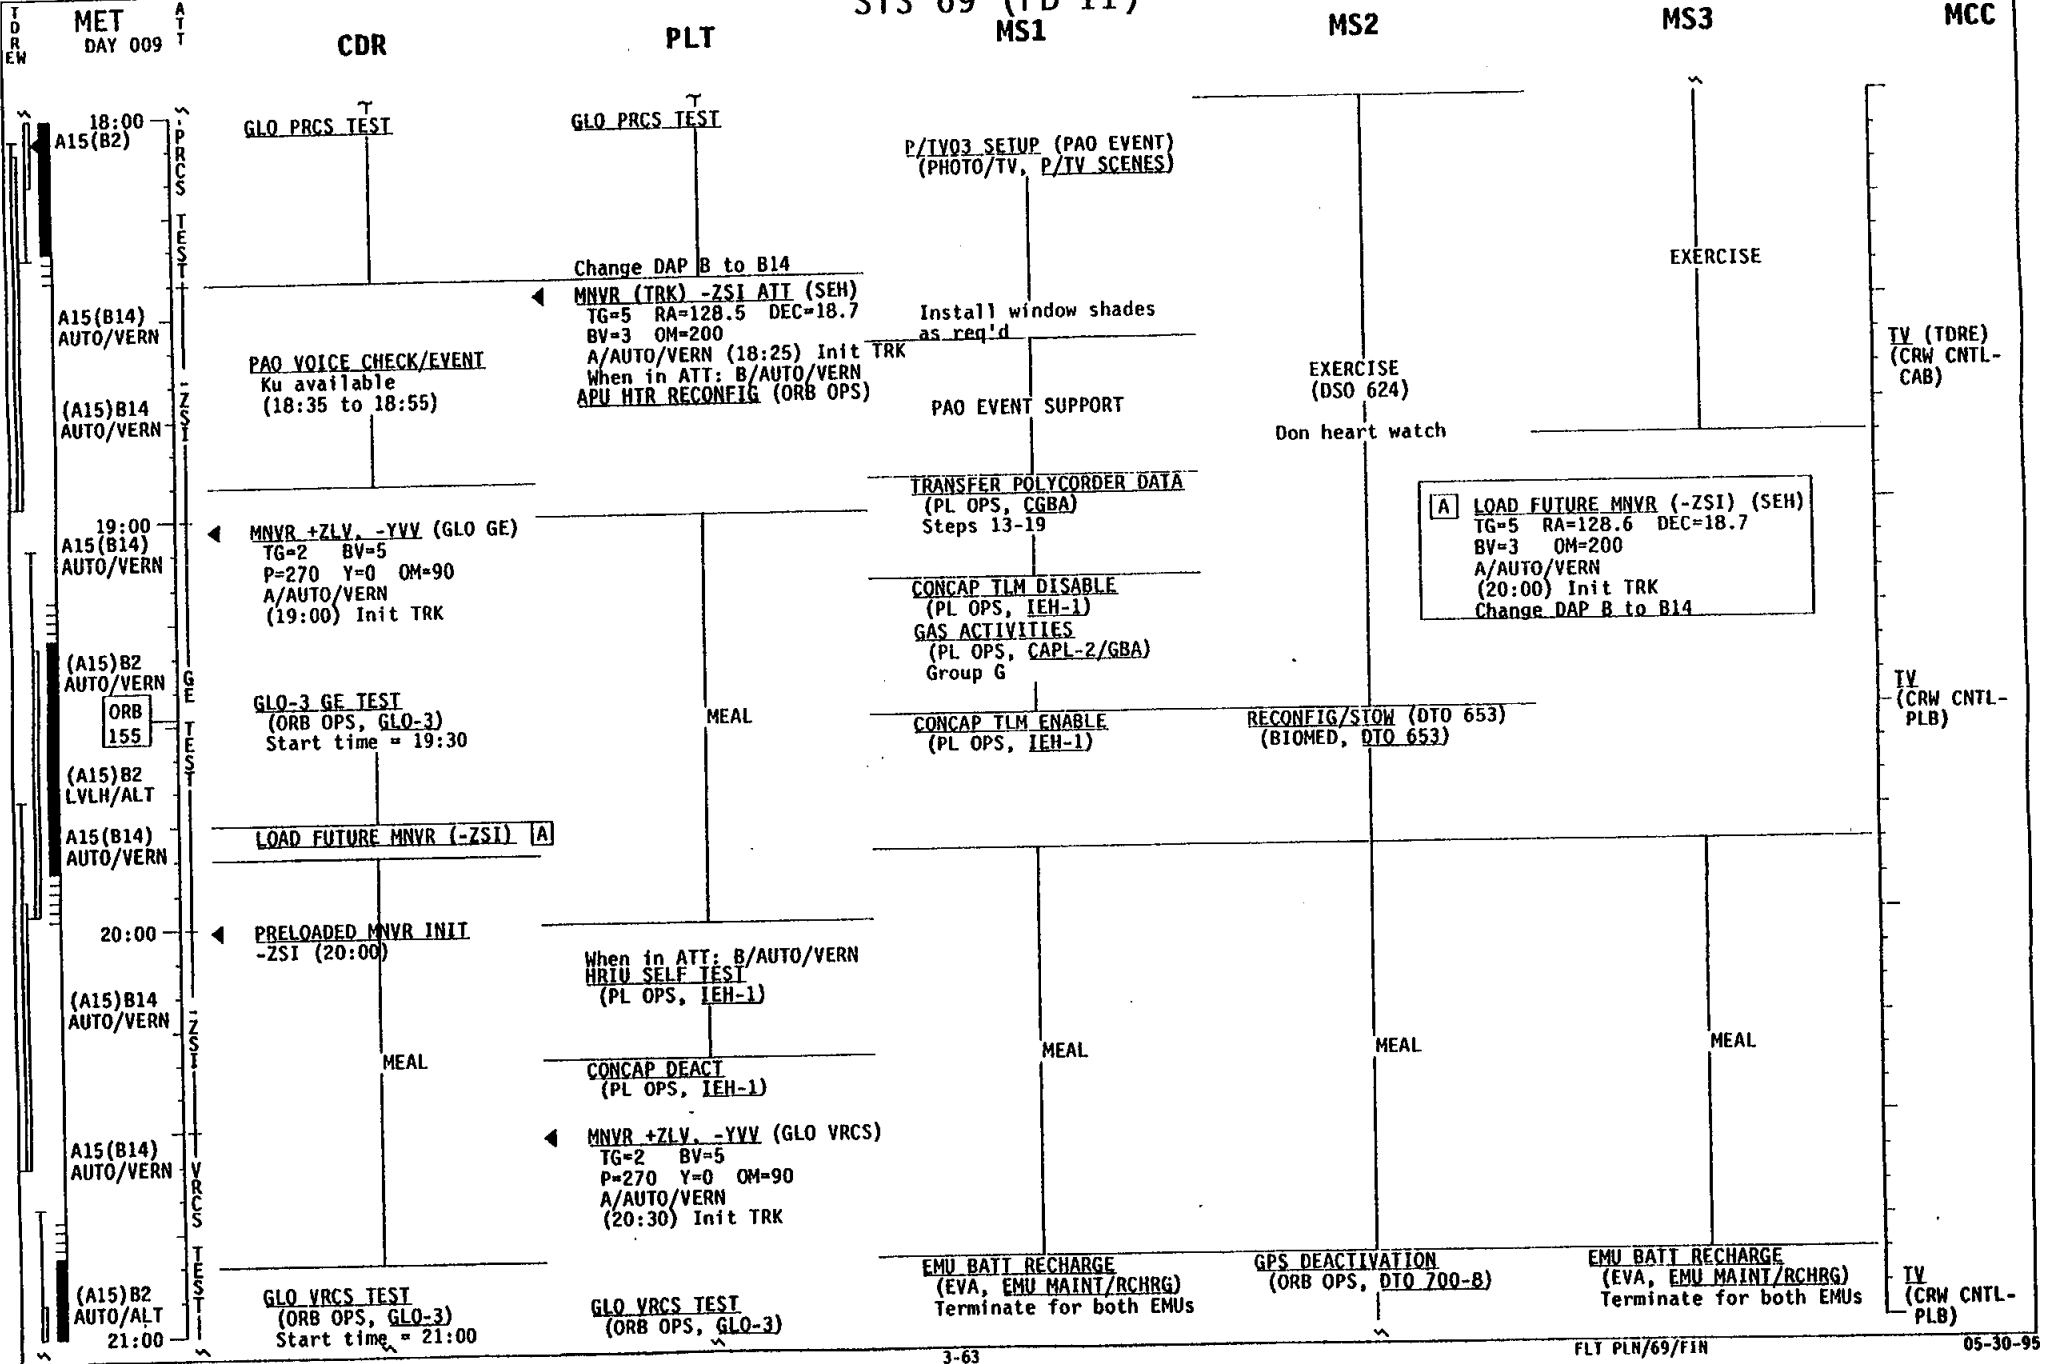 STS 69 (FD 11)
TDREW
MET
DAY 009
ATT
CDR
PLT
MS1
MS2
MS3
MCC
18:00
A15(B2)
A15(B14)
AUTO/VERN
(A15)B14
AUTO/VERN
19:00
A15(B14)
AUTO/VERN
(A15)B2
AUTO/VERN
ORB
155
(A15)B2
LVLH/ALT
A15(B14)
AUTO/VERN
20:00
(A15)B14
AUTO/VERN
A15(B14)
AUTO/VERN
(A15)B2
AUTO/ALT
21:00
PRCS TEST
-ZSI
GE TEST
-ZSI
VRCS TEST
GLO PRCS TEST
PAO VOICE CHECK/EVENT
Ku available
(18:35 to 18:55)
MNVR +ZLV, -YVV (GLO GE)
TG=2 BV=5
P=270 Y=0 OM=90
A/AUTO/VERN
(19:00) Init TRK
GLO-3 GE TEST
(ORB OPS, GLO-3)
Start time = 19:30
LOAD FUTURE MNVR (-ZSI) A
PRELOADED MNVR INIT
-ZSI (20:00)
MEAL
GLO VRCS TEST
(ORB OPS, GLO-3)
Start time = 21:00
GLO PRCS TEST
Change DAP B to B14
MNVR (TRK) -ZSI ATT (SEH)
TG=5 RA=128.5 DEC=18.7
BV=3 OM=200
A/AUTO/VERN (18:25) Init TRK
When in ATT: B/AUTO/VERN
APU HTR RECONFIG (ORB OPS)
MEAL
When in ATT: B/AUTO/VERN
HRIU SELF TEST
(PL OPS, IEH-1)
CONCAP DEACT
(PL OPS, IEH-1)
MNVR +ZLV, -YVV (GLO VRCS)
TG=2 BV=5
P=270 Y=0 OM=90
A/AUTO/VERN
(20:30) Init TRK
GLO VRCS TEST
(ORB OPS, GLO-3)
P/TV03 SETUP (PAO EVENT)
(PHOTO/TV, P/TV SCENES)
Install window shades
as req'd
PAO EVENT SUPPORT
TRANSFER POLYCORDER DATA
(PL OPS, CGBA)
Steps 13-19
CONCAP TLM DISABLE
(PL OPS, IEH-1)
GAS ACTIVITIES
(PL OPS, CAPL-2/GBA)
Group G
CONCAP TLM ENABLE
(PL OPS, IEH-1)
MEAL
EMU BATT RECHARGE
(EVA, EMU MAINT/RCHRG)
Terminate for both EMUs
EXERCISE
(DSO 624)
Don heart watch
RECONFIG/STOW (DTO 653)
(BIOMED, DTO 653)
MEAL
GPS DEACTIVATION
(ORB OPS, DTO 700-8)
EXERCISE
A LOAD FUTURE MNVR (-ZSI) (SEH)
TG=5 RA=128.6 DEC=18.7
BV=3 OM=200
A/AUTO/VERN
(20:00) Init TRK
Change DAP B to B14
MEAL
EMU BATT RECHARGE
(EVA, EMU MAINT/RCHRG)
Terminate for both EMUs
TV (TDRE)
(CRW CNTL-
CAB)
TV
(CRW CNTL-
PLB)
TV
(CRW CNTL-
PLB)
3-63
FLT PLN/69/FIN
05-30-95